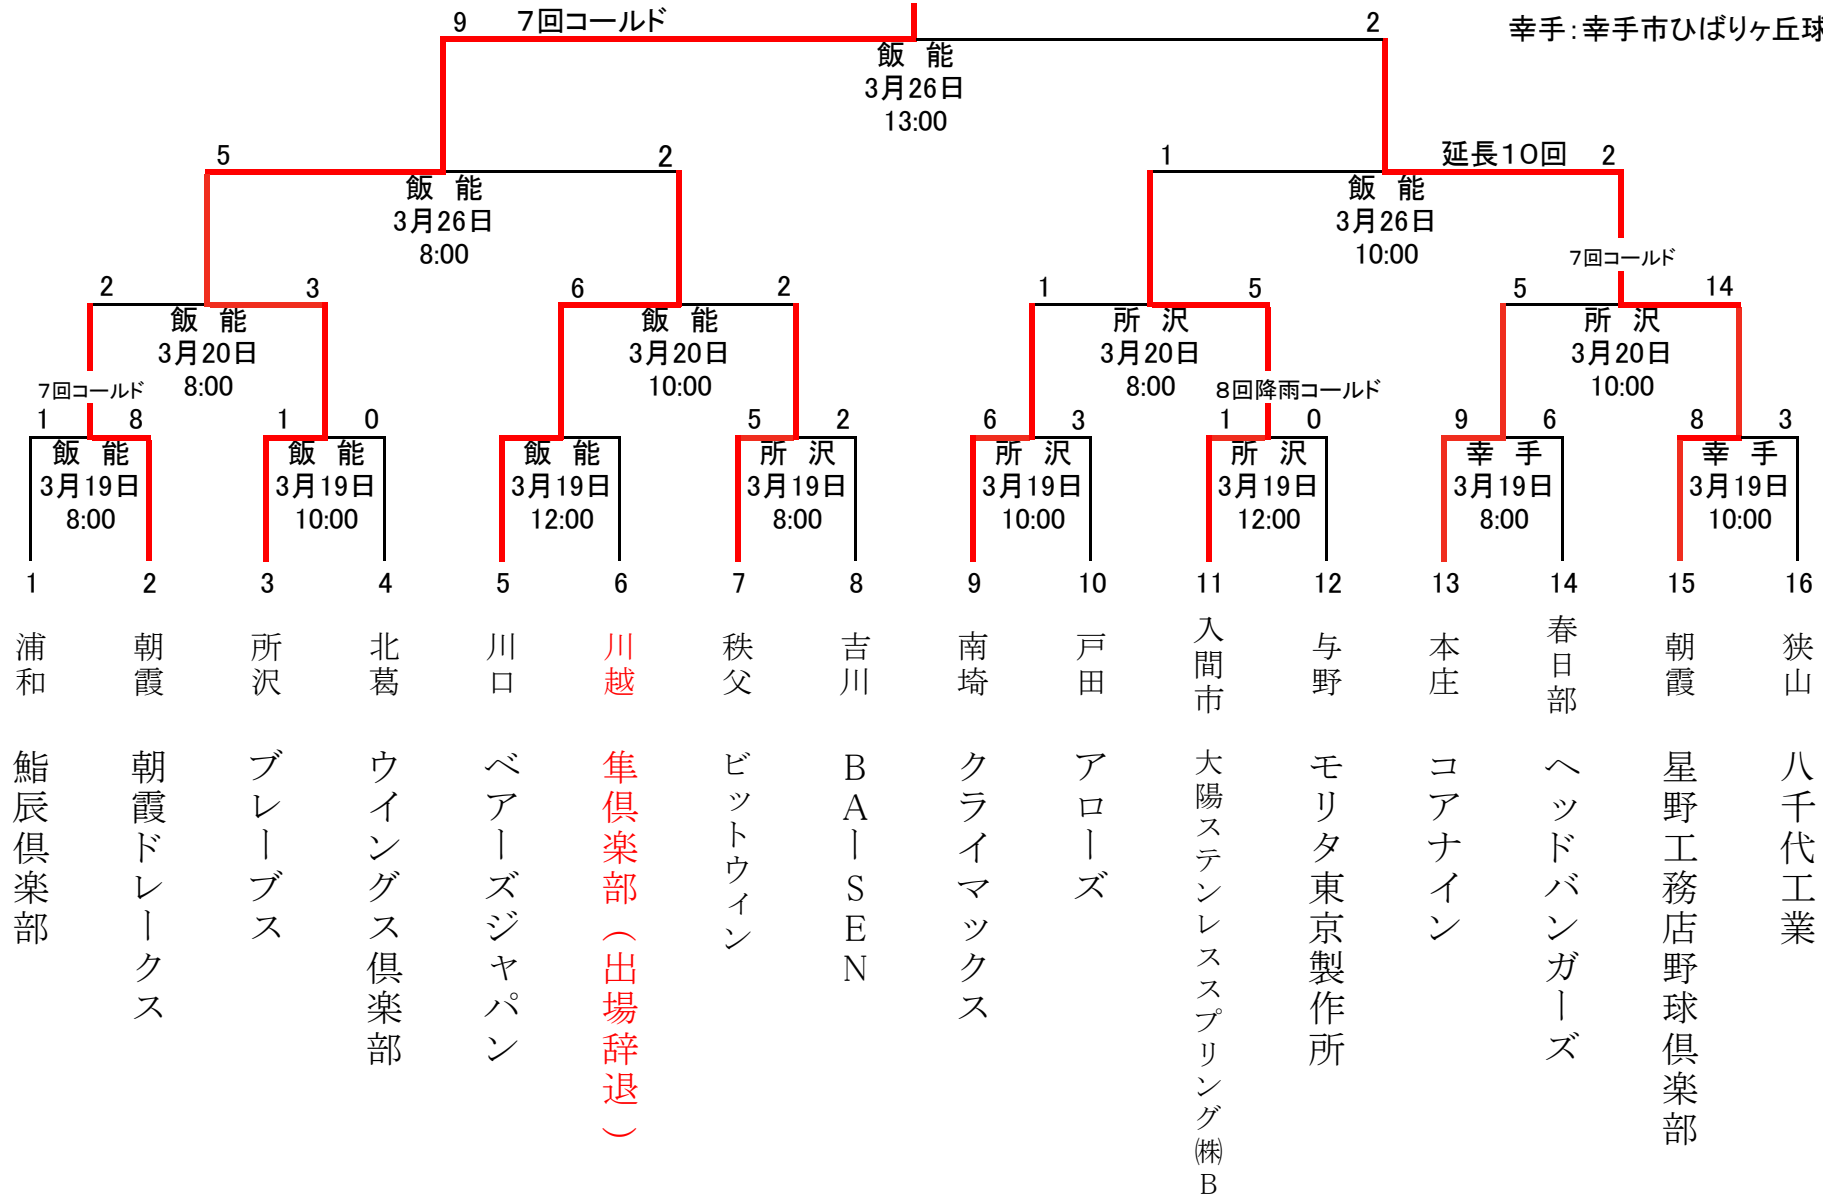 9 ７回コールド 2 幸手：幸手市ひばりヶ丘球
飯 能
3月26日
13:00
5 2 1 延長１０回 2
飯 能 飯 能
3月26日 3月26日
8:00 10:00
７回コールド
2 3 6 2 1 5 5 14
飯 能 飯 能 所 沢 所 沢
3月20日 3月20日 3月20日 3月20日
8:00 10:00 8:00 10:00
７回コールド ８回降雨コールド
1 8 1 0 5 2 6 3 1 0 9 6 8 3
飯 能 飯 能 飯 能 所 沢 所 沢 所 沢 幸 手 幸 手
3月19日 3月19日 3月19日 3月19日 3月19日 3月19日 3月19日 3月19日
8:00 10:00 12:00 8:00 10:00 12:00 8:00 10:00
1 2 3 4 5 6 7 8 9 10 11 12 13 14 15 16
浦和 鮨辰倶楽部
朝霞 朝霞ドレークス
所沢 ブレーブス
北葛 ウイングス倶楽部
川口 ベアーズジャパン
川越 隼倶楽部（出場辞退）
秩父 ビットウィン
吉川 ＢＡーＳＥＮ
南埼 クライマックス
戸田 アローズ
入間市 大陽ステンレススプリング㈱Ｂ
与野 モリタ東京製作所
本庄 コアナイン
春日部 ヘッドバンガーズ
朝霞 星野工務店野球倶楽部
狭山 八千代工業